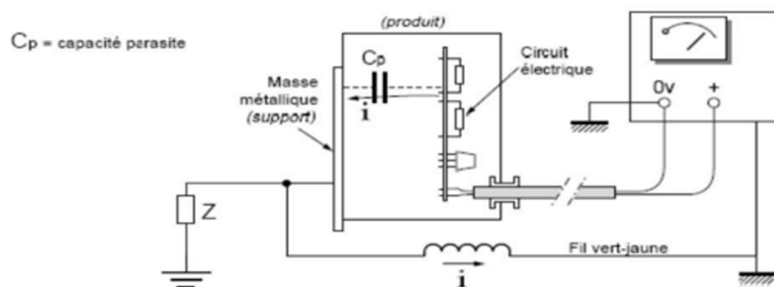 (produit)
Cp = capacité parasite
Cp
Circuit
électrique
0v +
Masse
métallique
(support)
i
Z
Fil vert-jaune
i